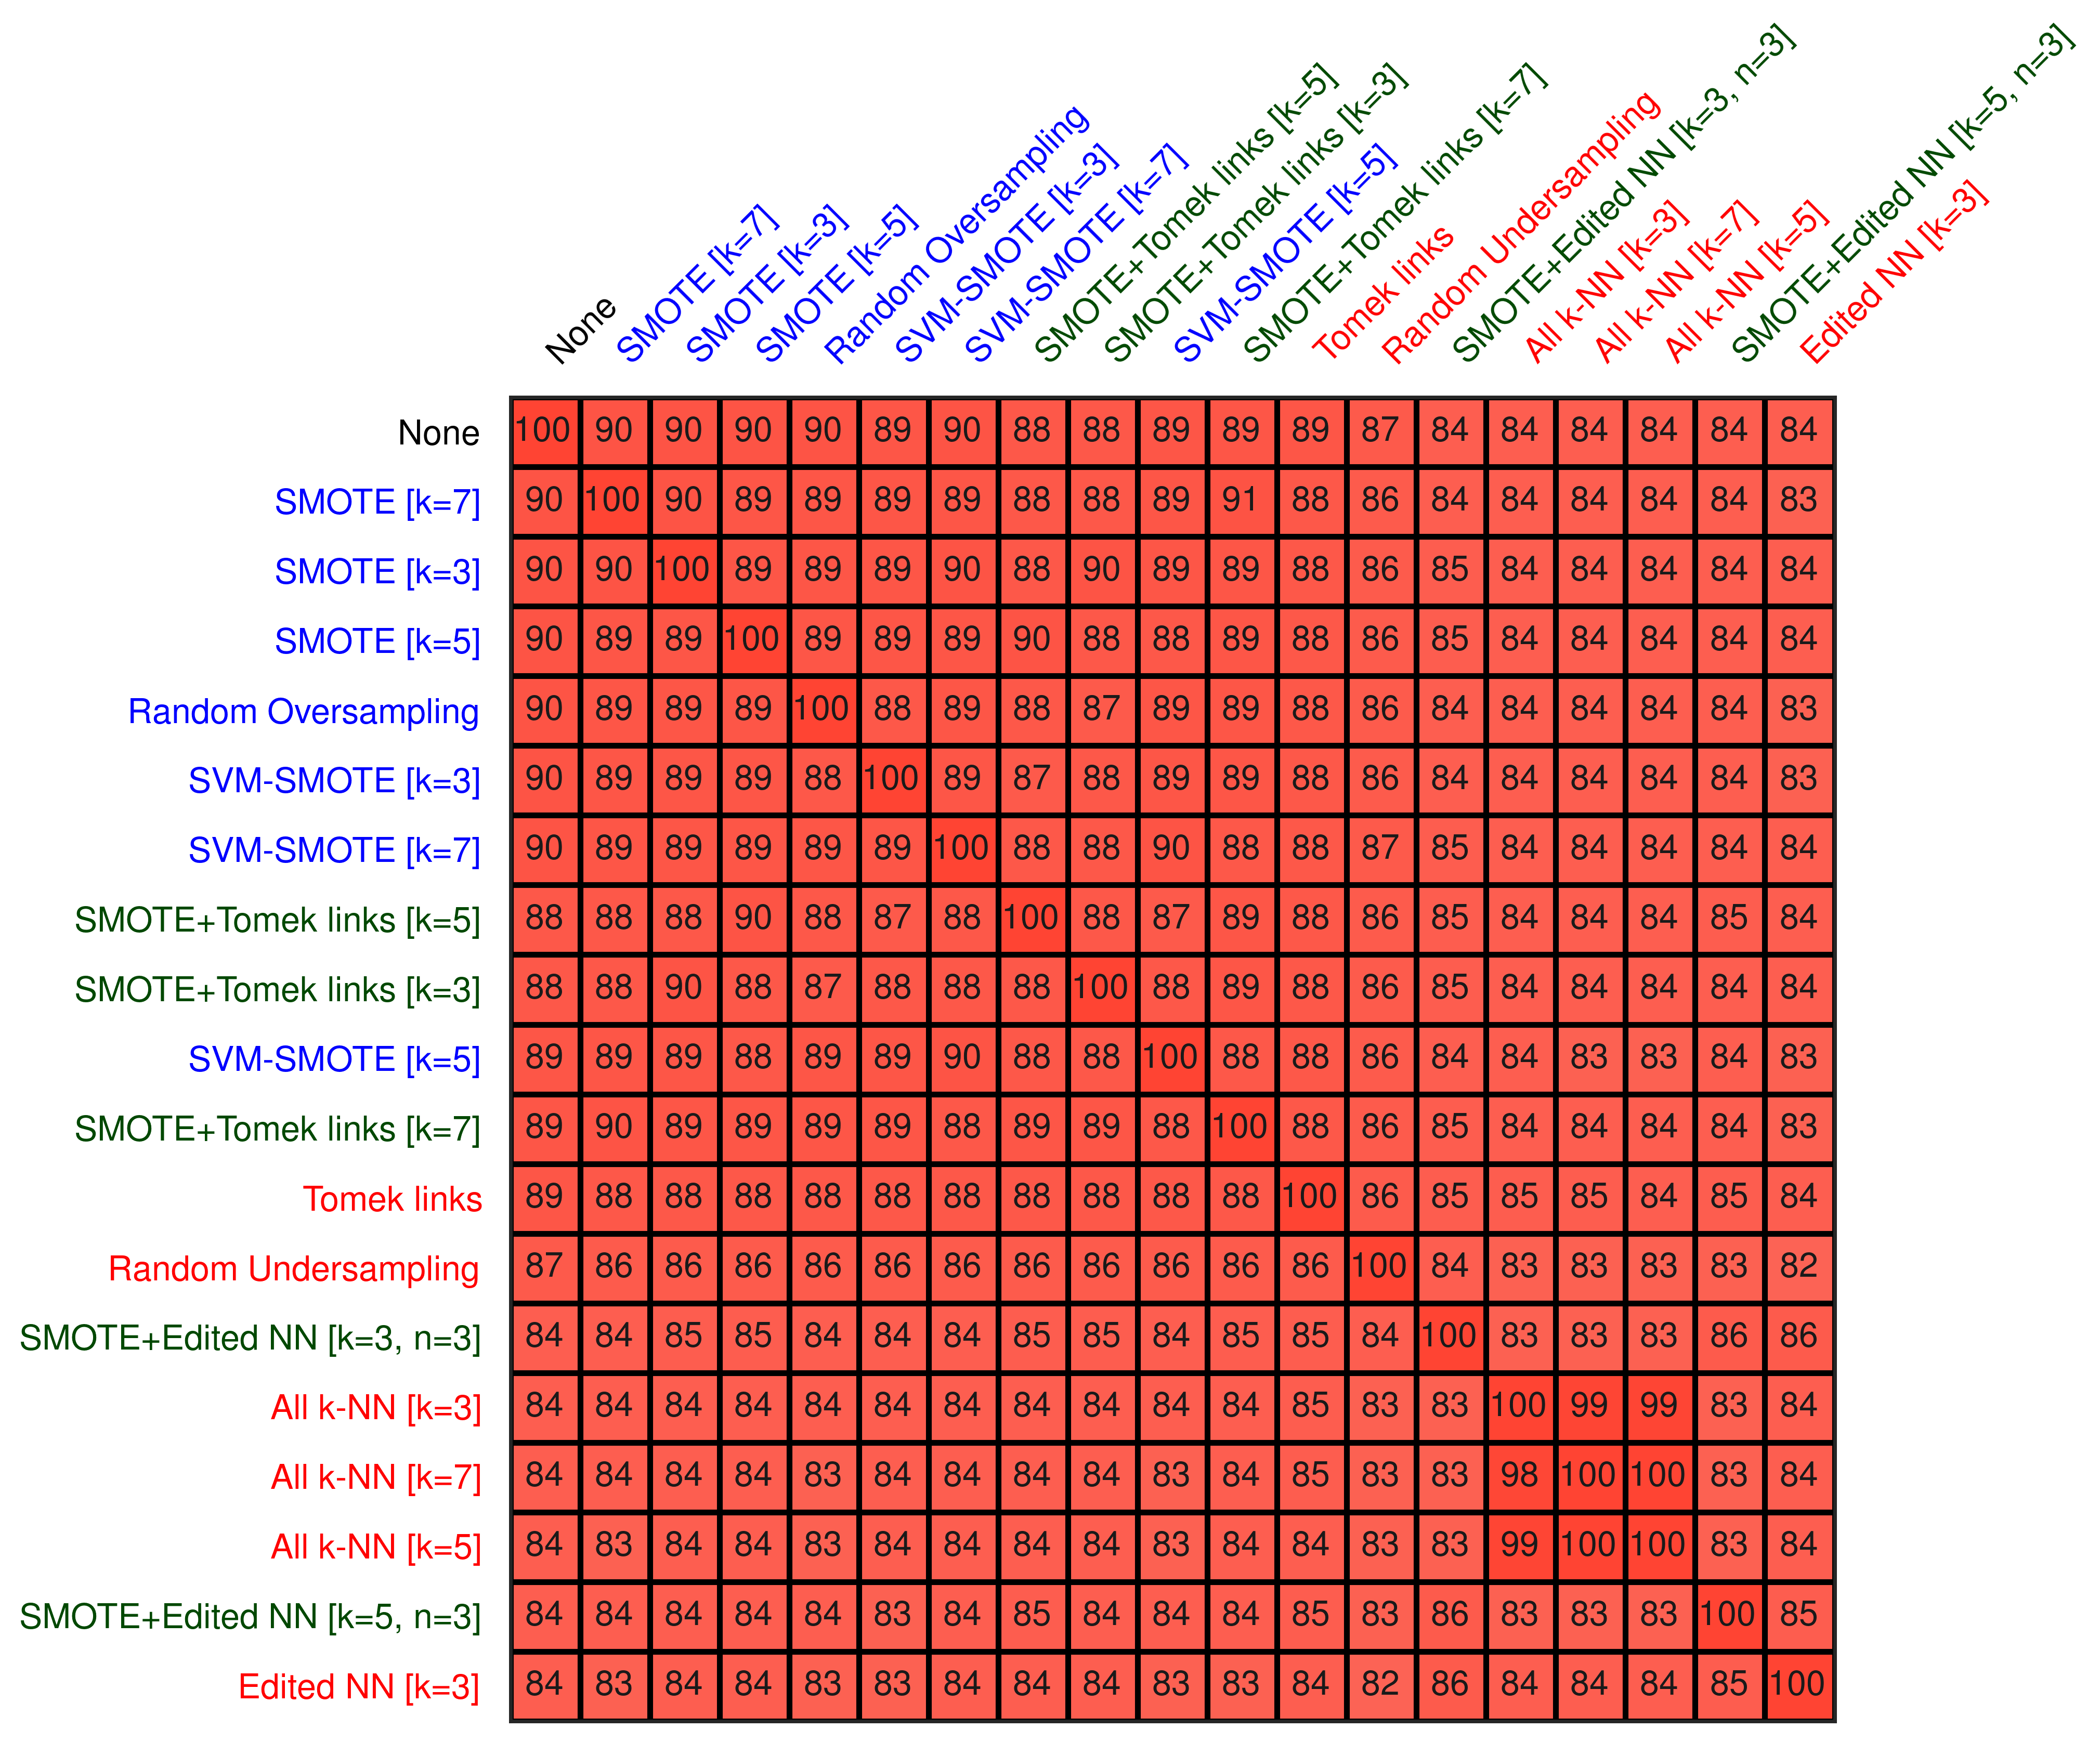 None
SMOTE [k=7]
SMOTE [k=3]
SMOTE [k=5]
Random Oversampling
SVM-SMOTE [k=3]
SVM-SMOTE [k=7]
SMOTE+Tomek links [k=5]
SMOTE+Tomek links [k=3]
SVM-SMOTE [k=5]
SMOTE+Tomek links [k=7]
Tomek links
Random Undersampling
SMOTE+Edited NN [k=3, n=3]
All k-NN [k=3]
All k-NN [k=7]
All k-NN [k=5]
SMOTE+Edited NN [k=5, n=3]
Edited NN [k=3]
None 100 90 90 90 90 89 90 88 88 89 89 89 87 84 84 84 84 84 84
SMOTE [k=7] 90 100 90 89 89 89 89 88 88 89 91 88 86 84 84 84 84 84 83
SMOTE [k=3] 90 90 100 89 89 89 90 88 90 89 89 88 86 85 84 84 84 84 84
SMOTE [k=5] 90 89 89 100 89 89 89 90 88 88 89 88 86 85 84 84 84 84 84
Random Oversampling 90 89 89 89 100 88 89 88 87 89 89 88 86 84 84 84 84 84 83
SVM-SMOTE [k=3] 90 89 89 89 88 100 89 87 88 89 89 88 86 84 84 84 84 84 83
SVM-SMOTE [k=7] 90 89 89 89 89 89 100 88 88 90 88 88 87 85 84 84 84 84 84
SMOTE+Tomek links [k=5] 88 88 88 90 88 87 88 100 88 87 89 88 86 85 84 84 84 85 84
SMOTE+Tomek links [k=3] 88 88 90 88 87 88 88 88 100 88 89 88 86 85 84 84 84 84 84
SVM-SMOTE [k=5] 89 89 89 88 89 89 90 88 88 100 88 88 86 84 84 83 83 84 83
SMOTE+Tomek links [k=7] 89 90 89 89 89 89 88 89 89 88 100 88 86 85 84 84 84 84 83
Tomek links 89 88 88 88 88 88 88 88 88 88 88 100 86 85 85 85 84 85 84
Random Undersampling 87 86 86 86 86 86 86 86 86 86 86 86 100 84 83 83 83 83 82
SMOTE+Edited NN [k=3, n=3] 84 84 85 85 84 84 84 85 85 84 85 85 84 100 83 83 83 86 86
All k-NN [k=3] 84 84 84 84 84 84 84 84 84 84 84 85 83 83 100 99 99 83 84
All k-NN [k=7] 84 84 84 84 83 84 84 84 84 83 84 85 83 83 98 100 100 83 84
All k-NN [k=5] 84 83 84 84 83 84 84 84 84 83 84 84 83 83 99 100 100 83 84
SMOTE+Edited NN [k=5, n=3] 84 84 84 84 84 83 84 85 84 84 84 85 83 86 83 83 83 100 85
Edited NN [k=3] 84 83 84 84 83 83 84 84 84 83 83 84 82 86 84 84 84 85 100